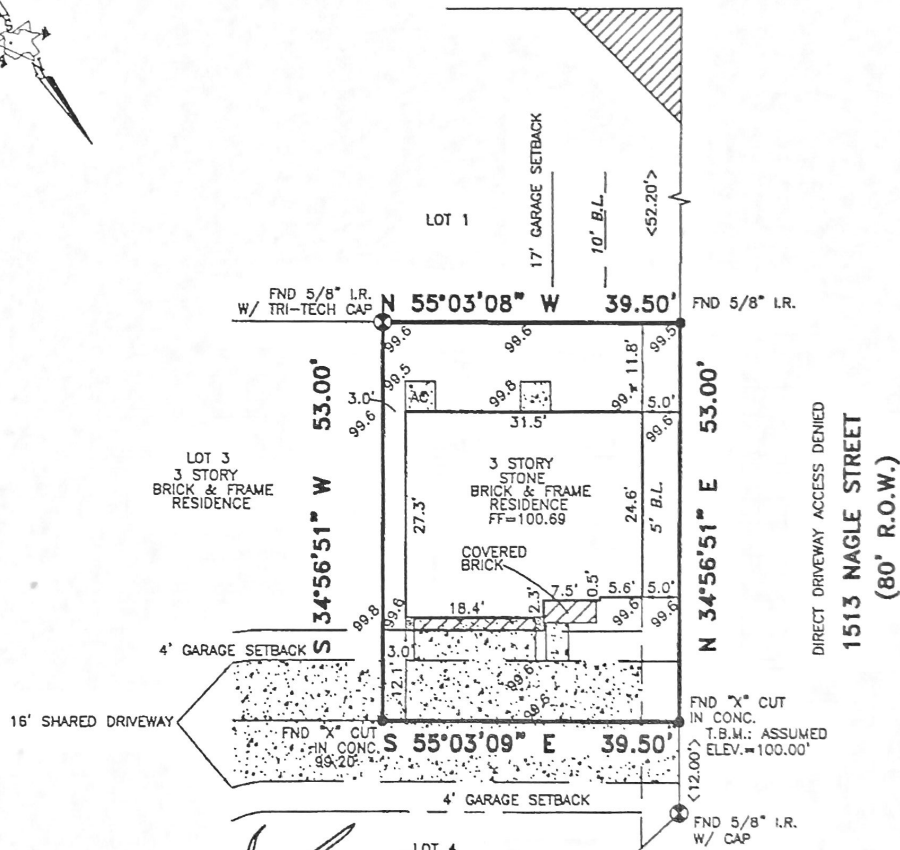 S
17' GARAGE SETBACK
10' B.L.
<52.20'>
LOT 1
FND 5/8" I.R.
W/ TRI-TECH CAP
N 55°03'08" W 39.50'
FND 5/8" I.R.
99.6
99.6
99.5
11.8'
99.5
AC
99.8
3.0'
99.6
5.0'
99.6
31.5'
S 34°56'51" W 53.00'
N 34°56'51" E 53.00'
LOT 3
3 STORY
BRICK & FRAME
RESIDENCE
3 STORY
STONE
BRICK & FRAME
RESIDENCE
FF=100.69
27.3'
24.6'
5' B.L.
DIRECT DRIVEWAY ACCESS DENIED
1513 NAGLE STREET
(80' R.O.W.)
COVERED
BRICK
7.5'
0.5'
5.6'
5.0'
18.4'
2.3'
99.8
99.6
99.6
99.6
4' GARAGE SETBACK
3.0'
12.1'
99.6
99.6
16' SHARED DRIVEWAY
FND "X" CUT
IN CONC.
99.20
S 55°03'09" E 39.50'
FND "X" CUT
IN CONC.
T.B.M.: ASSUMED
ELEV.=100.00'
<12.00'>
4' GARAGE SETBACK
FND 5/8" I.R.
W/ CAP